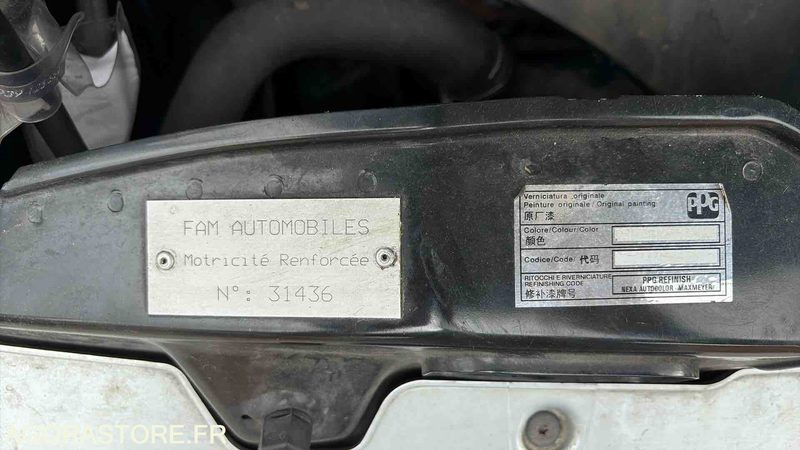 FAM AUTOMOBILES
Motricité Renforcée
N°: 31436
Verniciatura originale
Peinture originale/Original painting
原厂漆
PPG
Colore/Colour/Color
颜色
Codice/Code/代码
RITOCCHI E RIVERNICIATURE
REFINISHING CODE
修补漆牌号
PPG REFINISH
NEXA AUTOCOLOR - MAXMEYER
AGORASTORE.FR